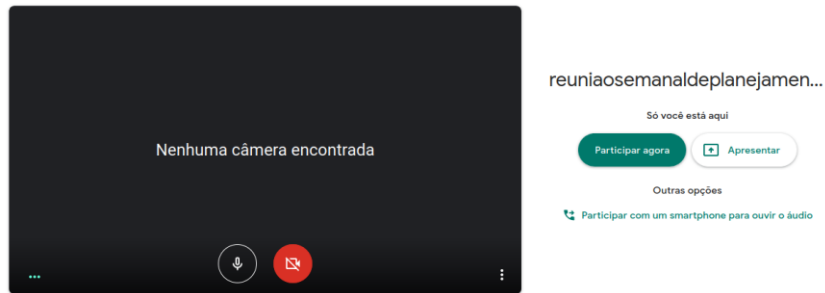 Nenhuma câmera encontrada
reuniaosemanaldeplanejamen...
Só você está aqui
Participar agora
Apresentar
Outras opções
Participar com um smartphone para ouvir o áudio